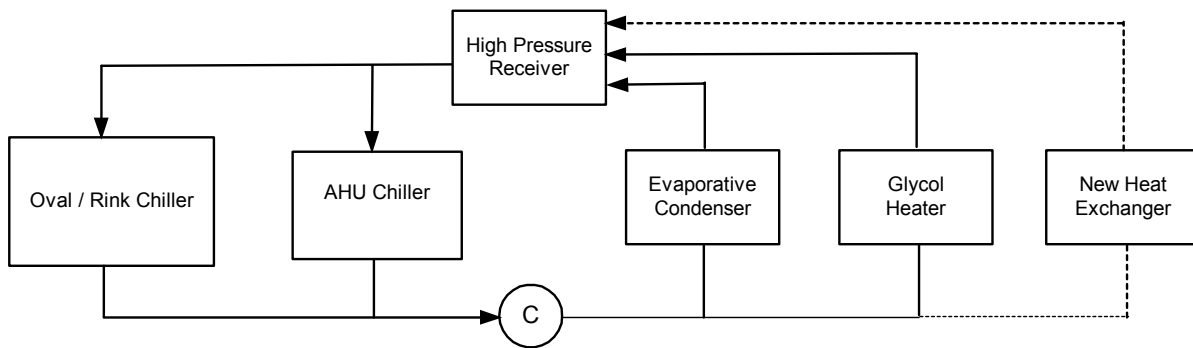 High Pressure
Receiver
Oval / Rink Chiller
AHU Chiller
Evaporative
Condenser
Glycol
Heater
New Heat
Exchanger
C